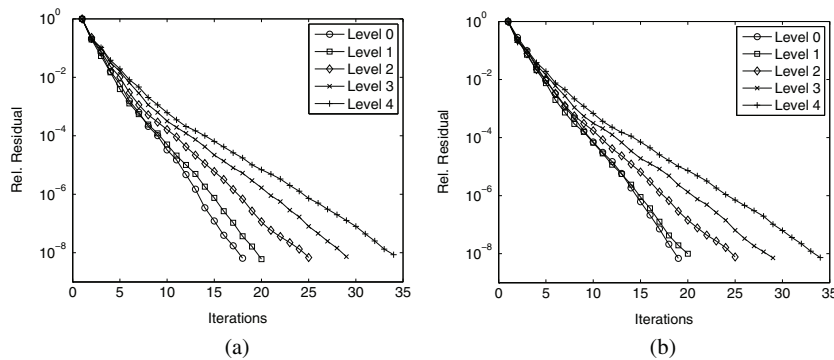 10^0
10^-2
10^-4
10^-6
10^-8
Rel. Residual
0 5 10 15 20 25 30 35
Iterations
Level 0
Level 1
Level 2
Level 3
Level 4
(a)
10^0
10^-2
10^-4
10^-6
10^-8
Rel. Residual
0 5 10 15 20 25 30 35
Iterations
Level 0
Level 1
Level 2
Level 3
Level 4
(b)